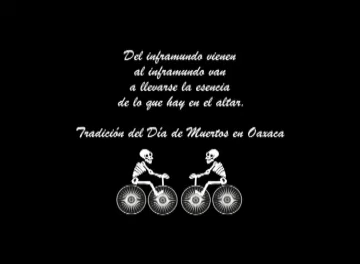 Del inframundo vienen
al inframundo van
a llevarse la esencia
de lo que hay en el altar.
Tradición del Día de Muertos en Oaxaca